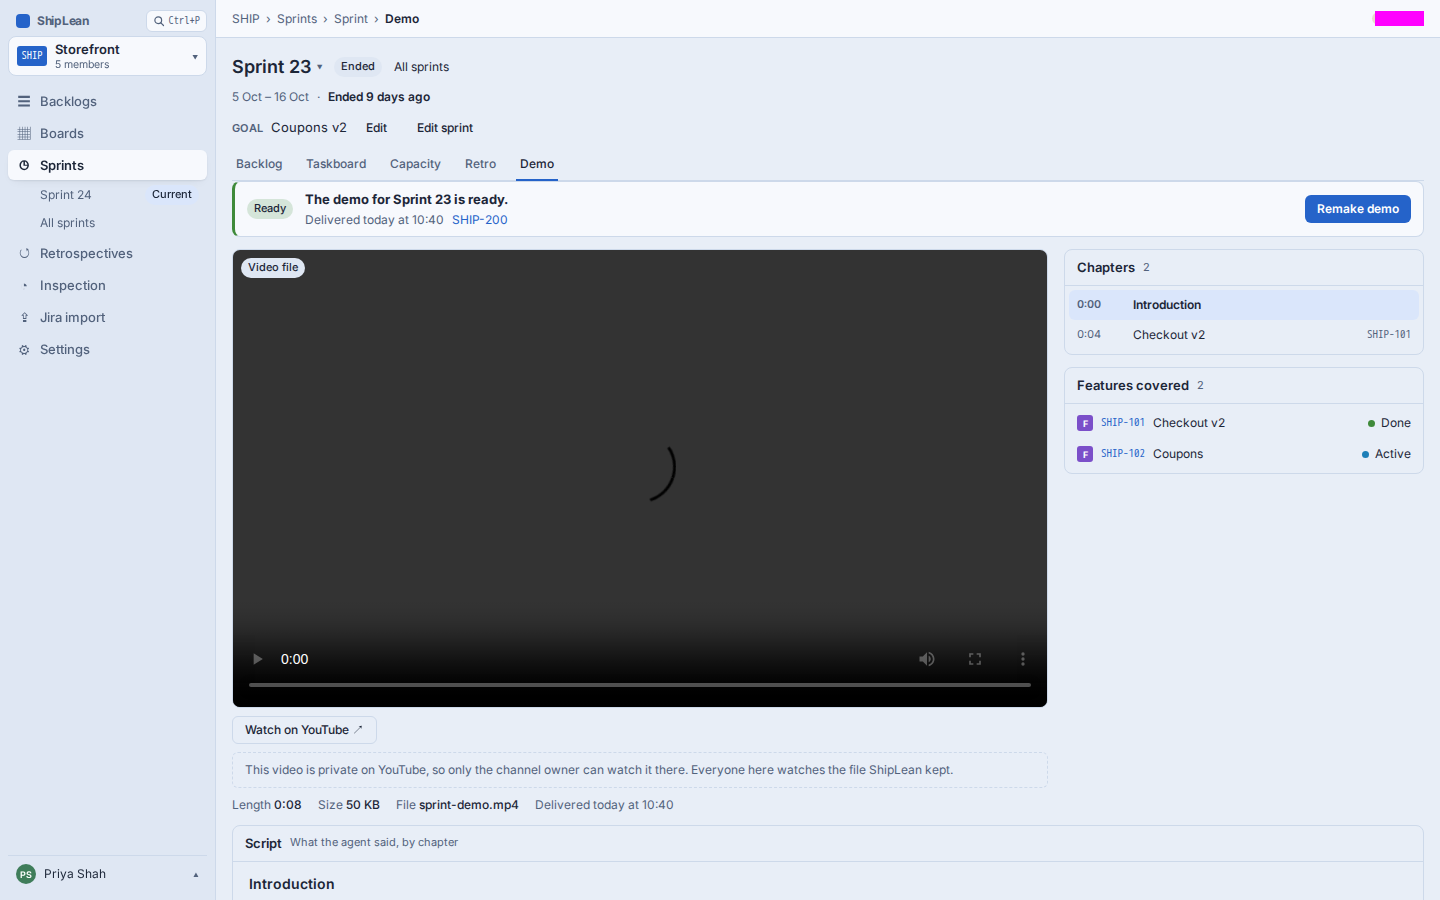 ShipLean
Ctrl+P
SHIP
Storefront
5 members
Backlogs
Boards
Sprints
Sprint 24
Current
All sprints
Retrospectives
Inspection
Jira import
Settings
PS
Priya Shah
SHIP › Sprints › Sprint › Demo
Sprint 23
Ended
All sprints
5 Oct – 16 Oct · Ended 9 days ago
GOAL Coupons v2
Edit
Edit sprint
Backlog
Taskboard
Capacity
Retro
Demo
Ready
The demo for Sprint 23 is ready.
Delivered today at 10:40 SHIP-200
Remake demo
Video file
0:00
Watch on YouTube ↗
This video is private on YouTube, so only the channel owner can watch it there. Everyone here watches the file ShipLean kept.
Length 0:08 Size 50 KB File sprint-demo.mp4 Delivered today at 10:40
Chapters 2
0:00 Introduction
0:04 Checkout v2 SHIP-101
Features covered 2
F SHIP-101 Checkout v2 Done
F SHIP-102 Coupons Active
Script What the agent said, by chapter
Introduction